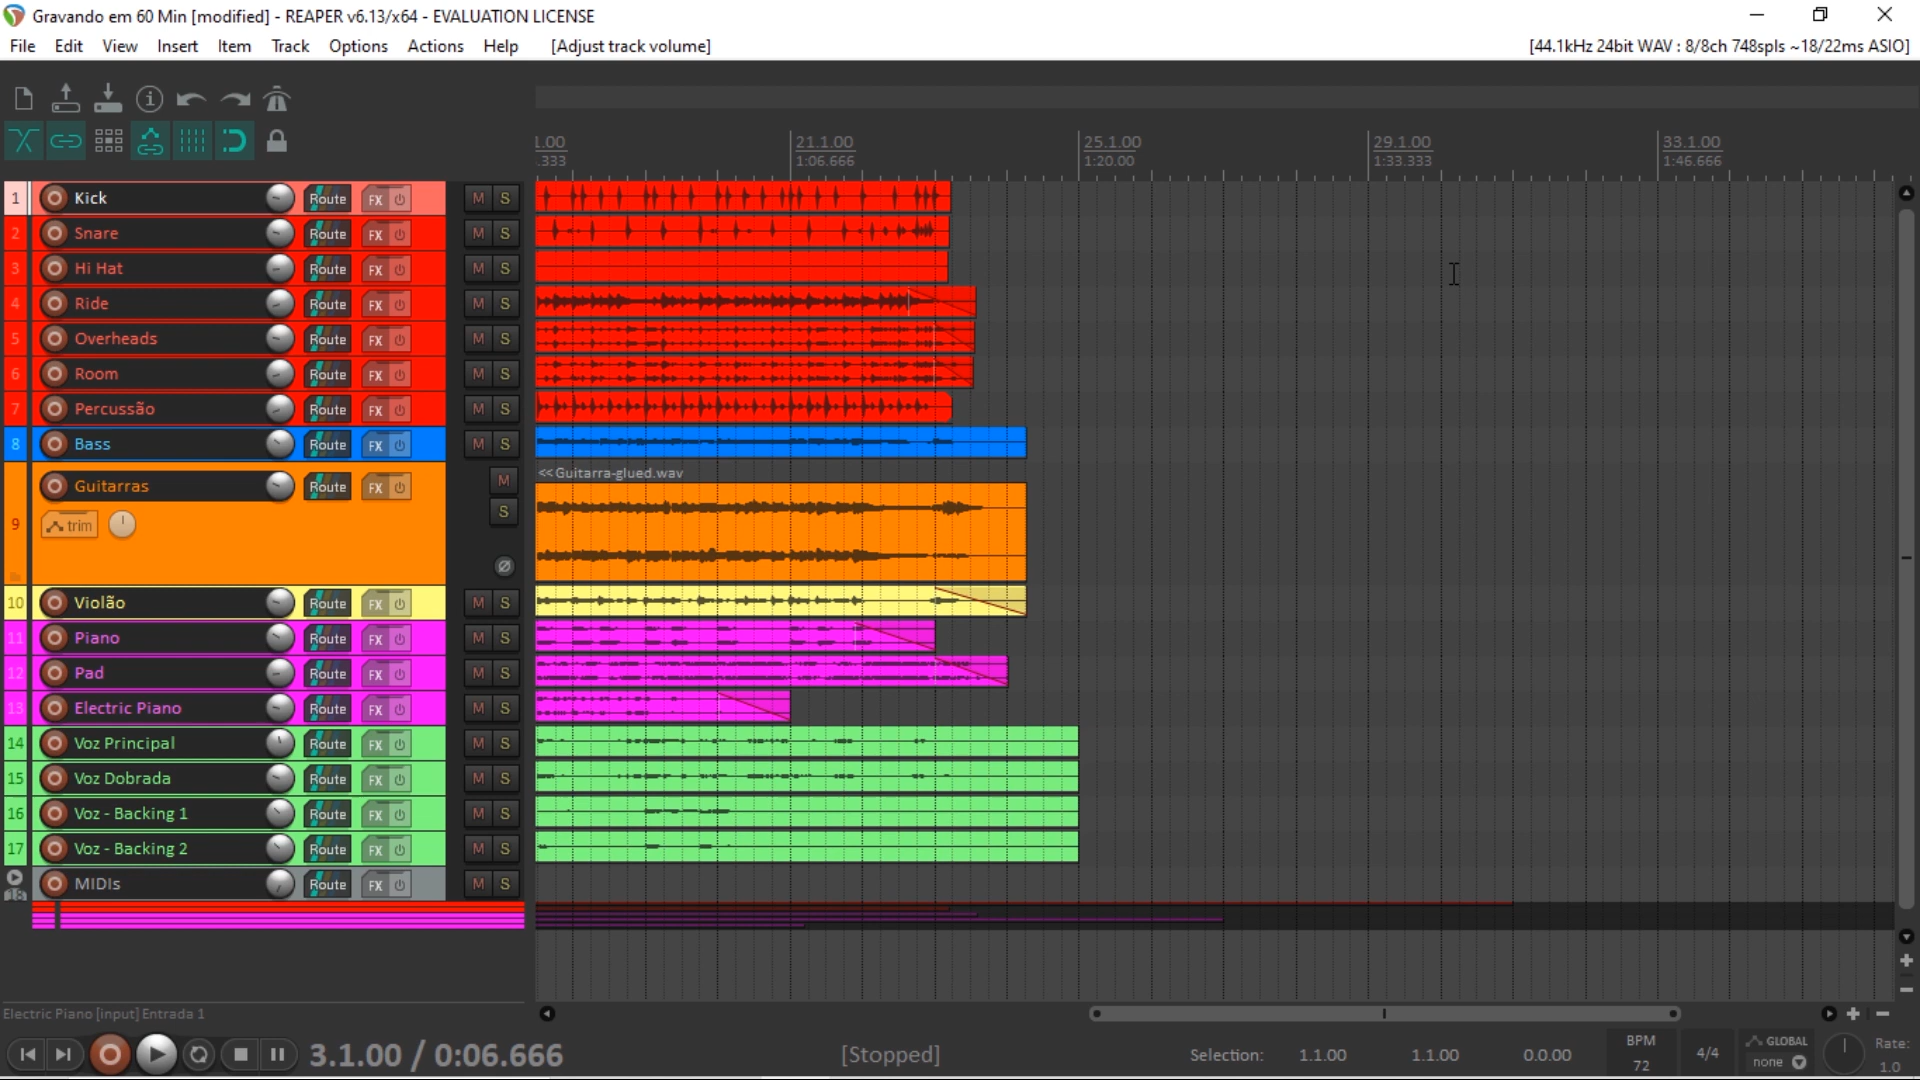 Gravando em 60 Min [modified] - REAPER v6.13/x64 - EVALUATION LICENSE
File Edit View Insert Item Track Options Actions Help [Adjust track volume] [44.1kHz 24bit WAV : 8/8ch 748spls ~18/22ms ASIO]
1.00 21.1.00 25.1.00 29.1.00 33.1.00
.333 1:06.666 1:20.00 1:33.333 1:46.666
1 Kick Route FX M S
2 Snare Route FX M S
3 Hi Hat Route FX M S
4 Ride Route FX M S
5 Overheads Route FX M S
6 Room Route FX M S
7 Percussão Route FX M S
8 Bass Route FX M S
<<Guitarra-glued.wav
Guitarras Route FX M
9 trim S
10 Violão Route FX M S
11 Piano Route FX M S
12 Pad Route FX M S
13 Electric Piano Route FX M S
14 Voz Principal Route FX M S
15 Voz Dobrada Route FX M S
16 Voz - Backing 1 Route FX M S
17 Voz - Backing 2 Route FX M S
18 MIDIs Route FX M S
Electric Piano [input] Entrada 1
3.1.00 / 0:06.666 [Stopped] Selection: 1.1.00 1.1.00 0.0.00 BPM 72 4/4 GLOBAL none Rate: 1.0